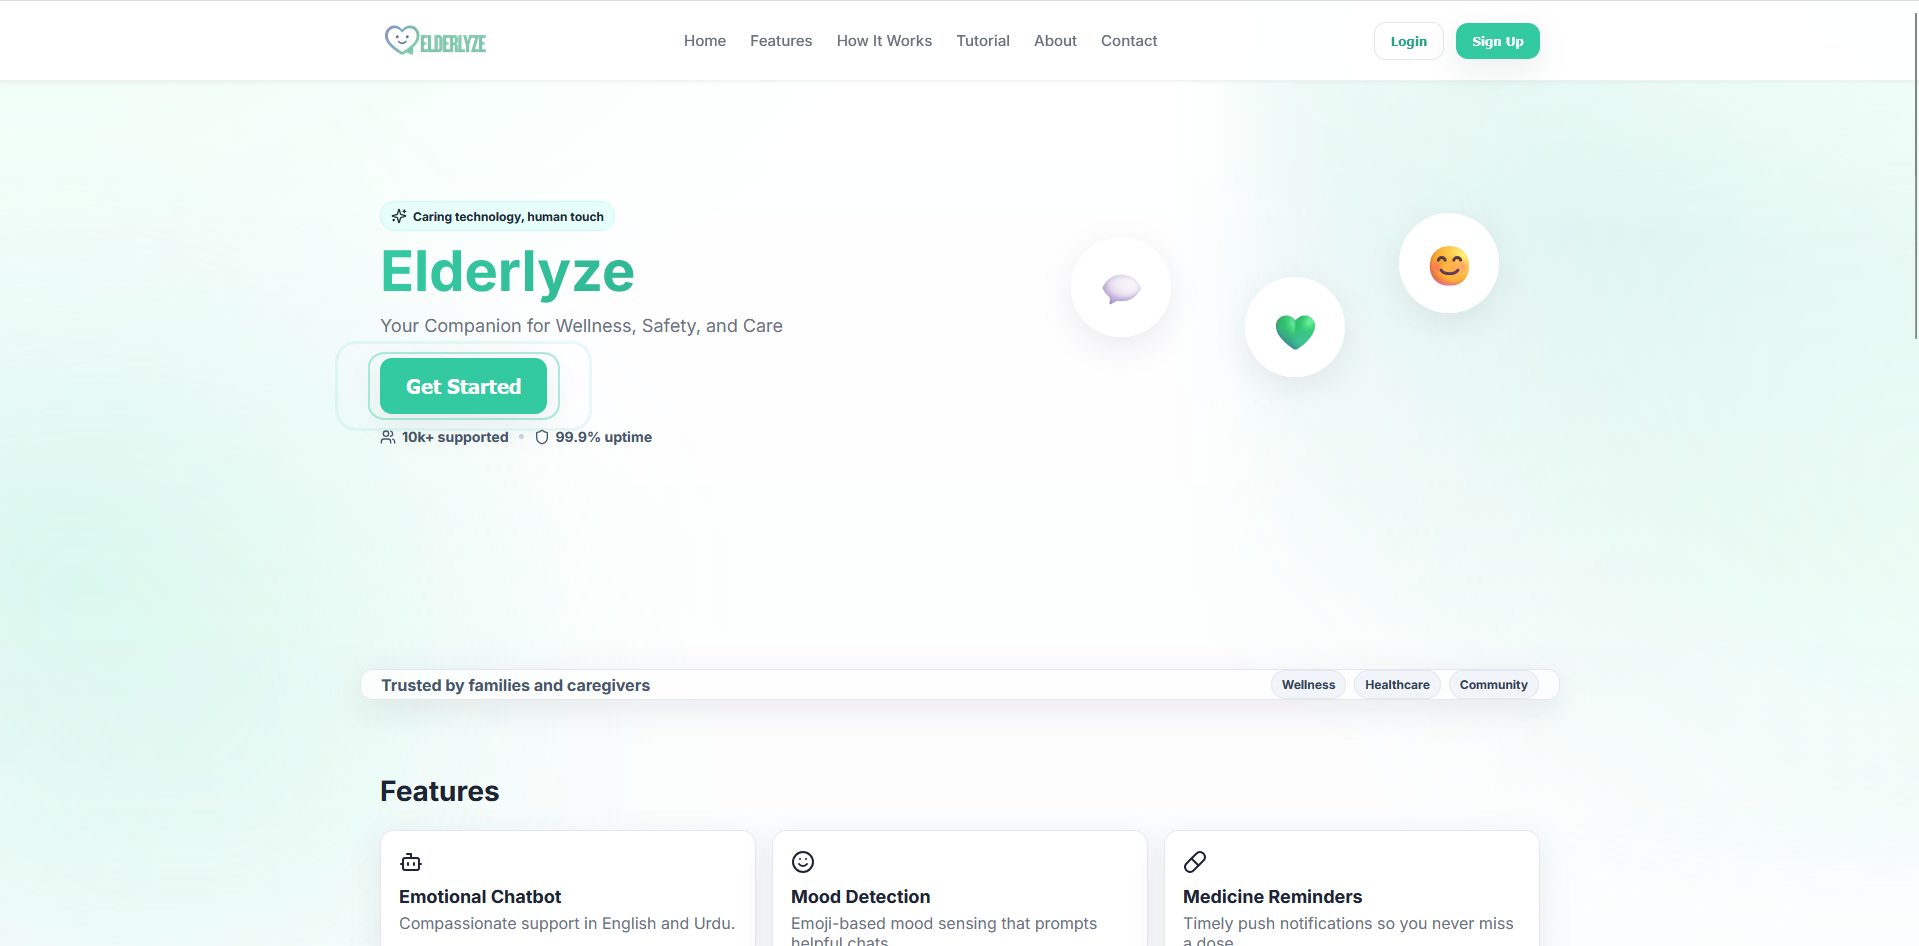 ELDERLYZE
Home Features How It Works Tutorial About Contact
Login Sign Up
Caring technology, human touch
Elderlyze
Your Companion for Wellness, Safety, and Care
Get Started
10k+ supported • 99.9% uptime
Trusted by families and caregivers
Wellness Healthcare Community
Features
Emotional Chatbot
Compassionate support in English and Urdu.
Mood Detection
Emoji-based mood sensing that prompts
helpful chats.
Medicine Reminders
Timely push notifications so you never miss
a dose.